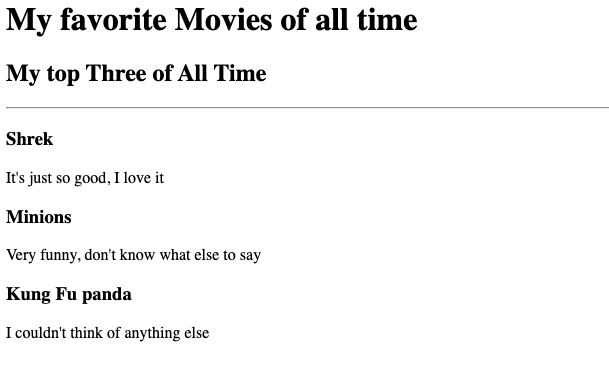 My favorite Movies of all time
My top Three of All Time
Shrek
It's just so good, I love it
Minions
Very funny, don't know what else to say
Kung Fu panda
I couldn't think of anything else